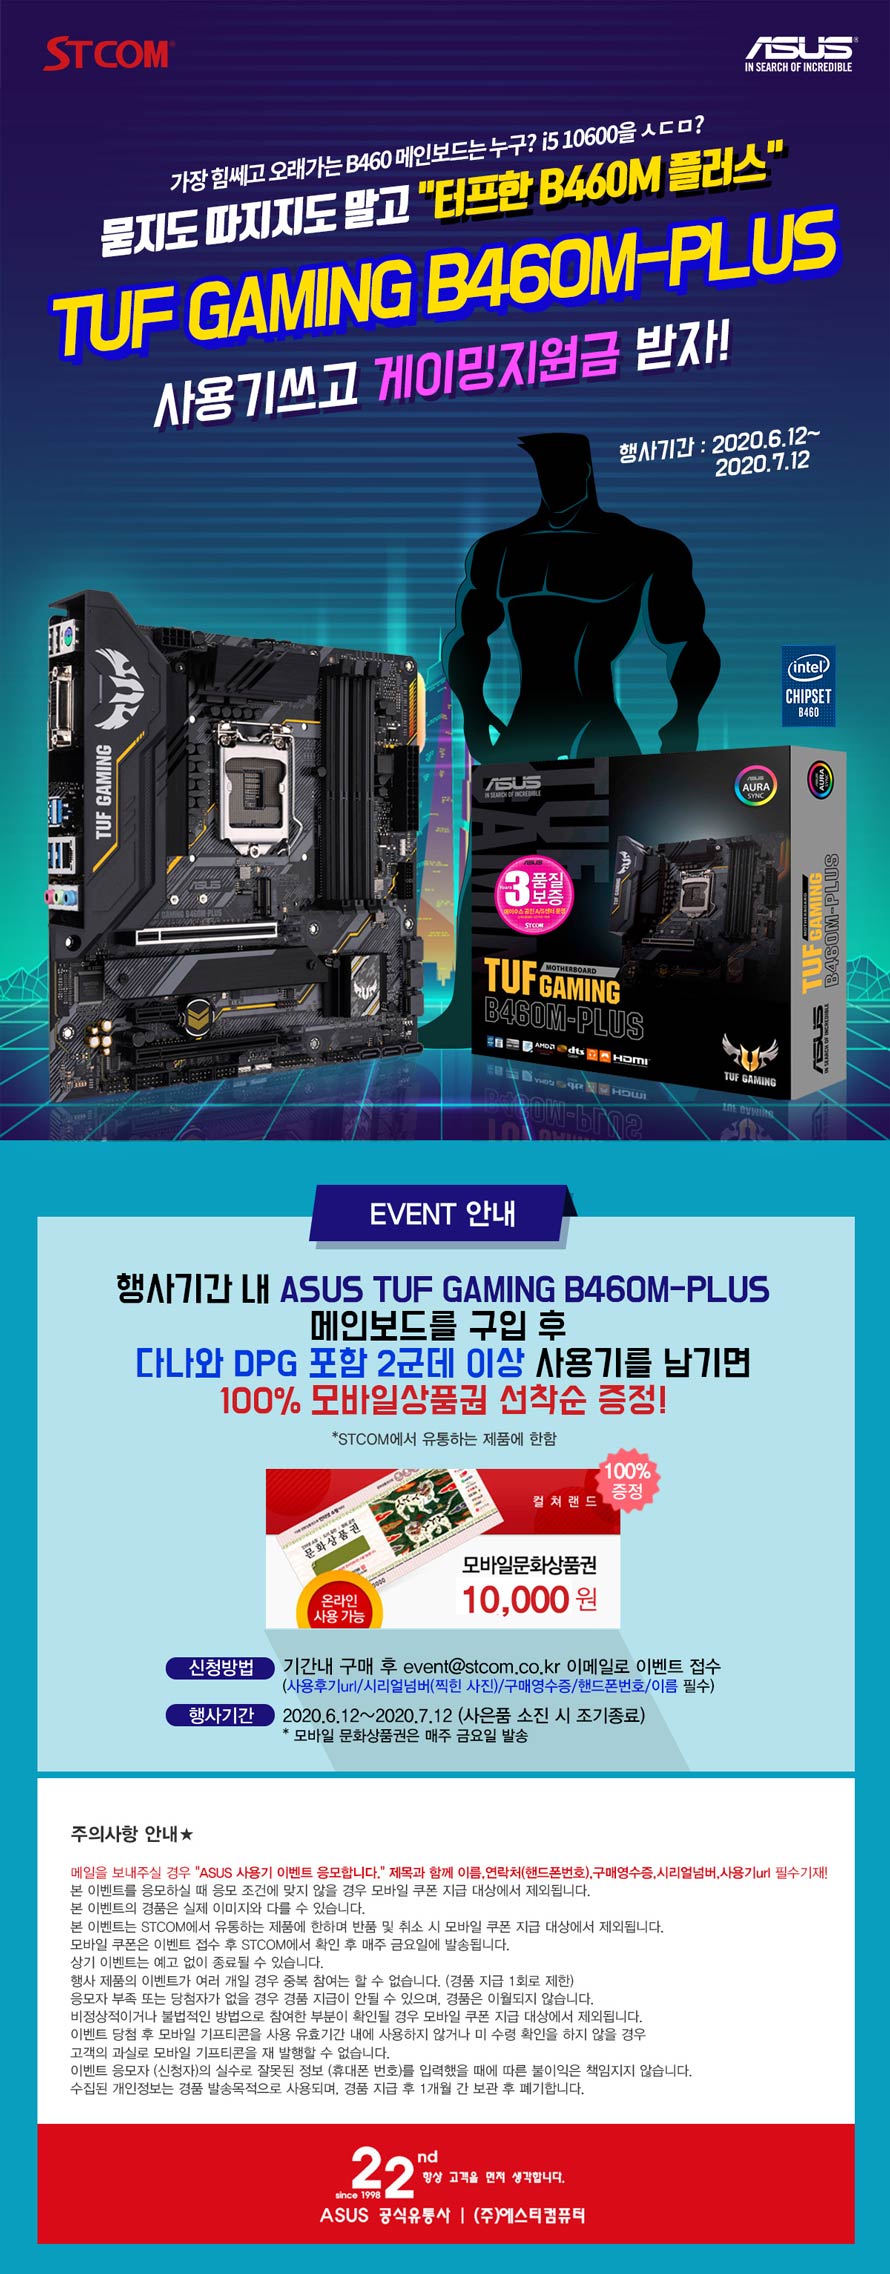 STCOM
ASUS
IN SEARCH OF INCREDIBLE
가장 힘쎄고 오래가는 B460 메인보드는 누구? i5 10600을 ㅅㄷㅁ?
묻지도 따지지도 말고 "터프한 B460M 플러스"
TUF GAMING B460M-PLUS
사용기쓰고 게이밍지원금 받자!
행사기간 : 2020.6.12~
2020.7.12
intel
CHIPSET
B460
TUF GAMING
ASUS
GAMING B460M-PLUS
ASUS
IN SEARCH OF INCREDIBLE
ASUS
AURA
SYNC
ASUS
Years
3 품질
보증
STCOM
MOTHERBOARD
TUF GAMING
B460M-PLUS
AMD
dts
HDMI
TUF GAMING
TUF GAMING
B460M-PLUS
ASUS
EVENT 안내
행사기간 내 ASUS TUF GAMING B460M-PLUS
메인보드를 구입 후
다나와 DPG 포함 2군데 이상 사용기를 남기면
100% 모바일상품권 선착순 증정!
*STCOM에서 유통하는 제품에 한함
100%
증정
컬쳐랜드
문화상품권
모바일문화상품권
10,000 원
온라인
사용 가능
신청방법 기간내 구매 후 event@stcom.co.kr 이메일로 이벤트 접수
(사용후기url/시리얼넘버(찍힌 사진)/구매영수증/핸드폰번호/이름 필수)
행사기간 2020.6.12~2020.7.12 (사은품 소진 시 조기종료)
* 모바일 문화상품권은 매주 금요일 발송
주의사항 안내★
메일을 보내주실 경우 "ASUS 사용기 이벤트 응모합니다." 제목과 함께 이름,연락처(핸드폰번호),구매영수증,시리얼넘버,사용기url 필수기재!
본 이벤트를 응모하실 때 응모 조건에 맞지 않을 경우 모바일 쿠폰 지급 대상에서 제외됩니다.
본 이벤트의 경품은 실제 이미지와 다를 수 있습니다.
본 이벤트는 STCOM에서 유통하는 제품에 한하며 반품 및 취소 시 모바일 쿠폰 지급 대상에서 제외됩니다.
모바일 쿠폰은 이벤트 접수 후 STCOM에서 확인 후 매주 금요일에 발송됩니다.
상기 이벤트는 예고 없이 종료될 수 있습니다.
행사 제품의 이벤트가 여러 개일 경우 중복 참여는 할 수 없습니다. (경품 지급 1회로 제한)
응모자 부족 또는 당첨자가 없을 경우 경품 지급이 안될 수 있으며, 경품은 이월되지 않습니다.
비정상적이거나 불법적인 방법으로 참여한 부분이 확인될 경우 모바일 쿠폰 지급 대상에서 제외됩니다.
이벤트 당첨 후 모바일 기프티콘을 사용 유효기간 내에 사용하지 않거나 미 수령 확인을 하지 않을 경우
고객의 과실로 모바일 기프티콘을 재 발행할 수 없습니다.
이벤트 응모자 (신청자)의 실수로 잘못된 정보 (휴대폰 번호)를 입력했을 때에 따른 불이익은 책임지지 않습니다.
수집된 개인정보는 경품 발송목적으로 사용되며, 경품 지급 후 1개월 간 보관 후 폐기합니다.
22nd
since 1998
항상 고객을 먼저 생각합니다.
ASUS 공식유통사 | (주)에스티컴퓨터